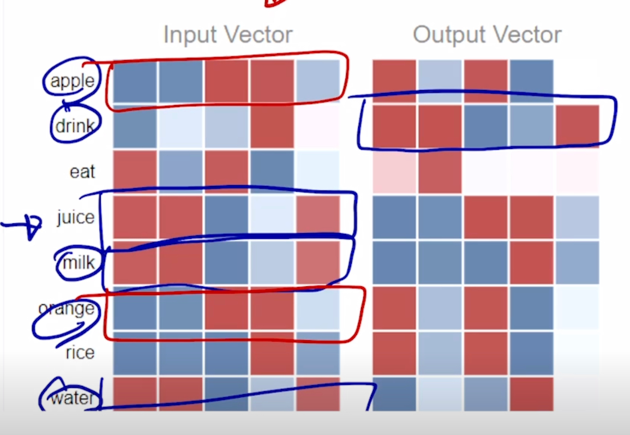 Input Vector Output Vector
apple
drink
eat
juice
milk
orange
rice
water